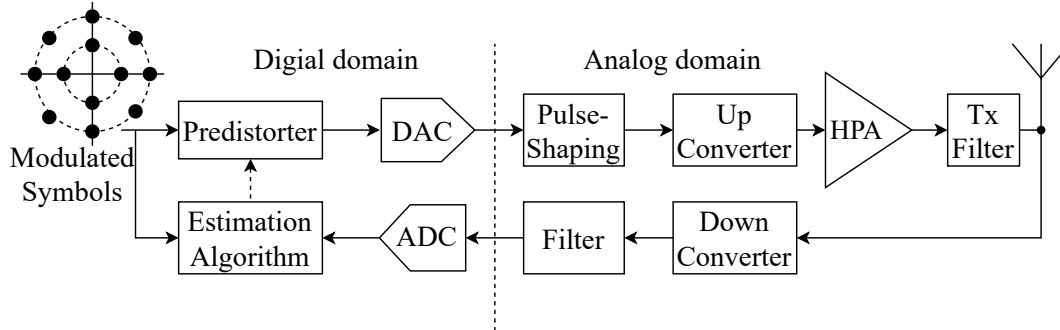 Digial domain
Analog domain
Modulated
Symbols
Predistorter
DAC
Pulse-
Shaping
Up
Converter
HPA
Tx
Filter
Estimation
Algorithm
ADC
Filter
Down
Converter